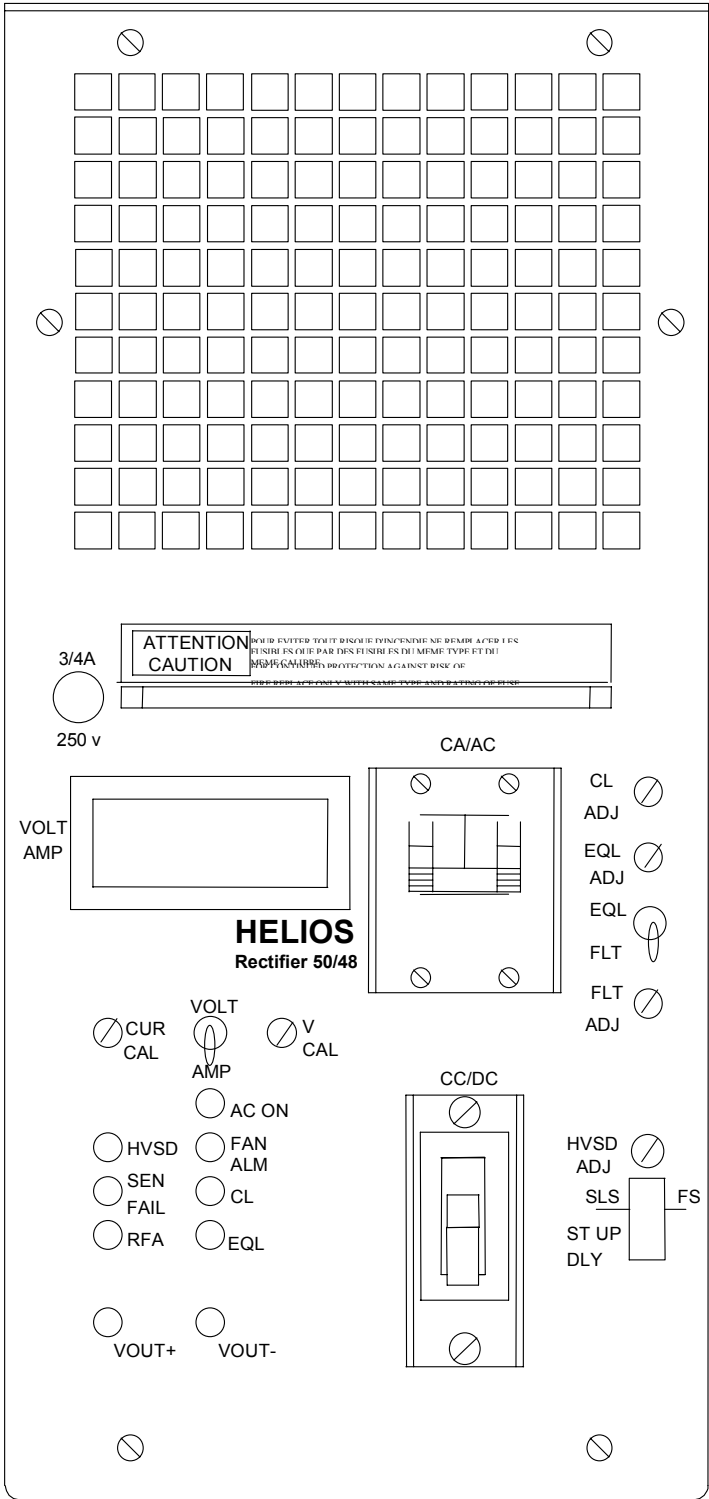 ATTENTION
CAUTION
POUR EVITER TOUT RISQUE D'INCENDIE NE REMPLACER LES
FUSIBLES QUE PAR DES FUSIBLES DU MEME TYPE ET DU
MEME CALIBRE
FOR CONTINUED PROTECTION AGAINST RISK OF
FIRE REPLACE ONLY WITH SAME TYPE AND RATING OF FUSE
3/4A
250 v
CA/AC
VOLT
AMP
HELIOS
Rectifier 50/48
CL
ADJ
EQL
ADJ
EQL
FLT
FLT
ADJ
CUR
CAL
VOLT
AMP
V
CAL
AC ON
HVSD
FAN
ALM
SEN
FAIL
CL
RFA
EQL
VOUT+
VOUT-
CC/DC
HVSD
ADJ
SLS
FS
ST UP
DLY